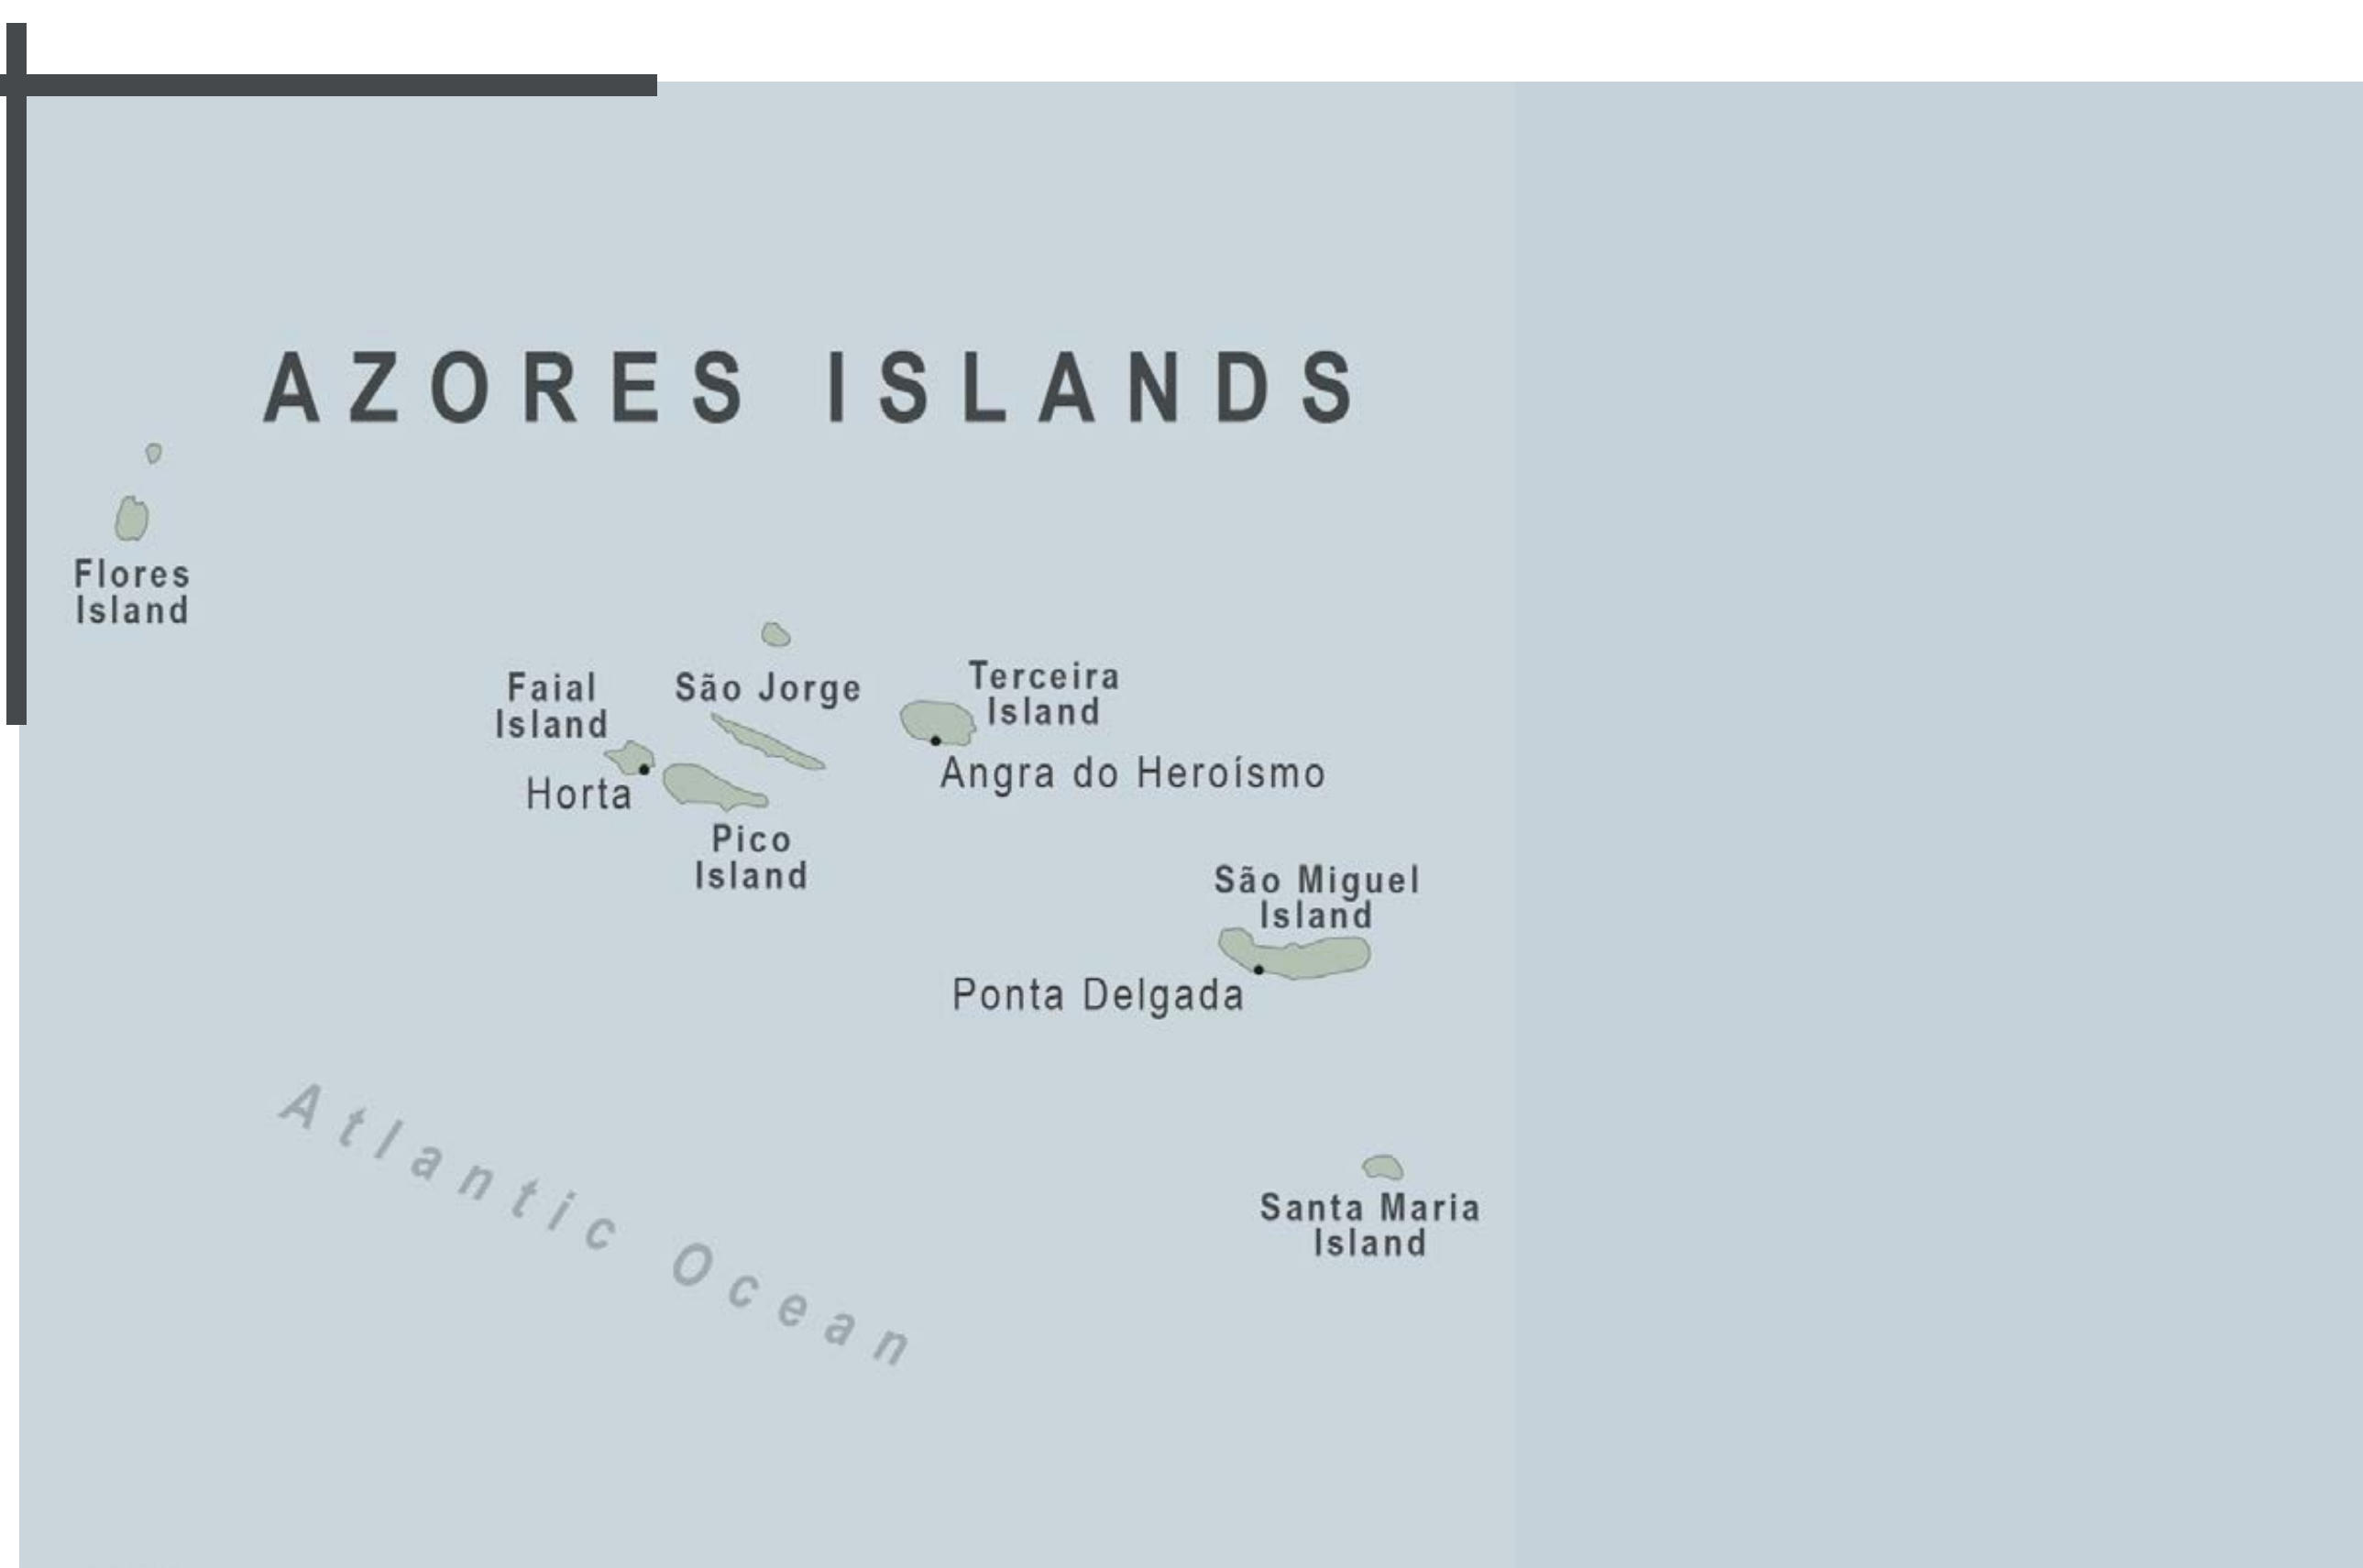 AZORES ISLANDS
Flores
Island
Faial
Island
São Jorge
Terceira
Island
Horta
Angra do Heroísmo
Pico
Island
São Miguel
Island
Ponta Delgada
Atlantic Ocean
Santa Maria
Island